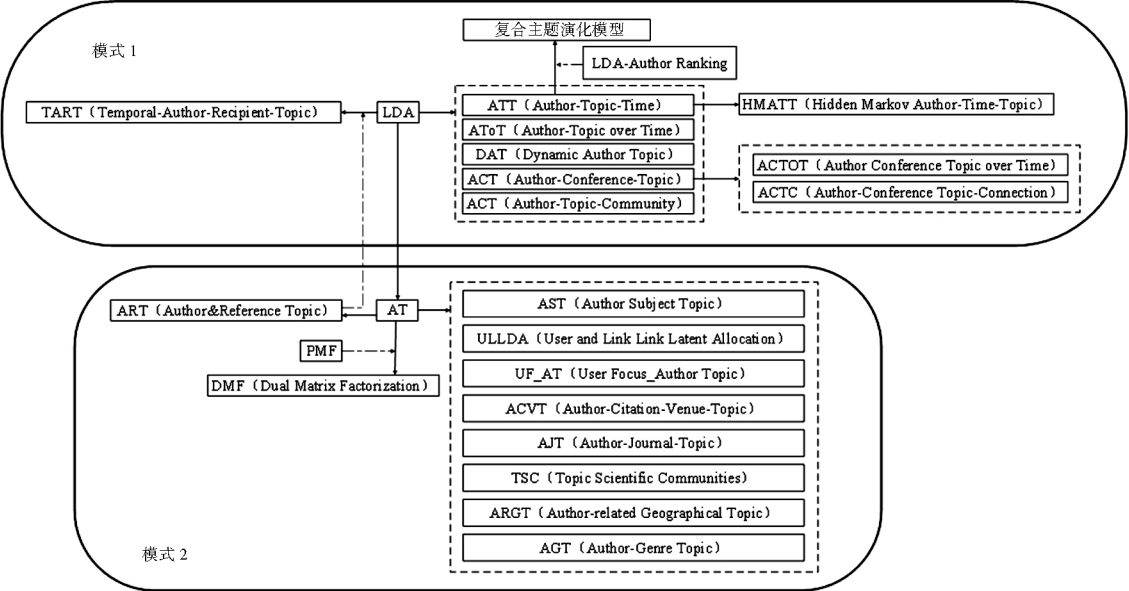 复合主题演化模型
模式 1
LDA-Author Ranking
TART（Temporal-Author-Recipient-Topic）
LDA
ATT（Author-Topic-Time）
HMATT（Hidden Markov Author-Time-Topic）
AToT（Author-Topic over Time）
DAT（Dynamic Author Topic）
ACT（Author-Conference-Topic）
ACT（Author-Topic-Community）
ACTOT（Author Conference Topic over Time）
ACTC（Author-Conference Topic-Connection）
ART（Author&Reference Topic）
AT
PMF
DMF（Dual Matrix Factorization）
AST（Author Subject Topic）
ULLDA（User and Link Link Latent Allocation）
UF_AT（User Focus_Author Topic）
ACVT（Author-Citation-Venue-Topic）
AJT（Author-Journal-Topic）
TSC（Topic Scientific Communities）
ARGT（Author-related Geographical Topic）
AGT（Author-Genre Topic）
模式 2